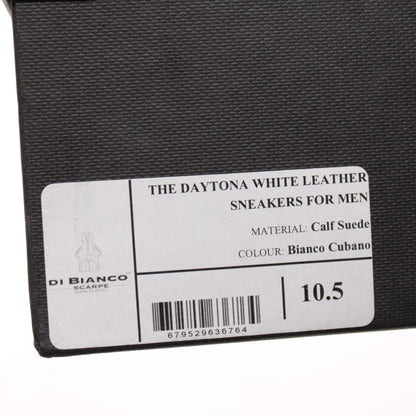 THE DAYTONA WHITE LEATHER
SNEAKERS FOR MEN
MATERIAL: Calf Suede
COLOUR: Bianco Cubano
DI BIANCO
SCARPE
10.5
679529636764